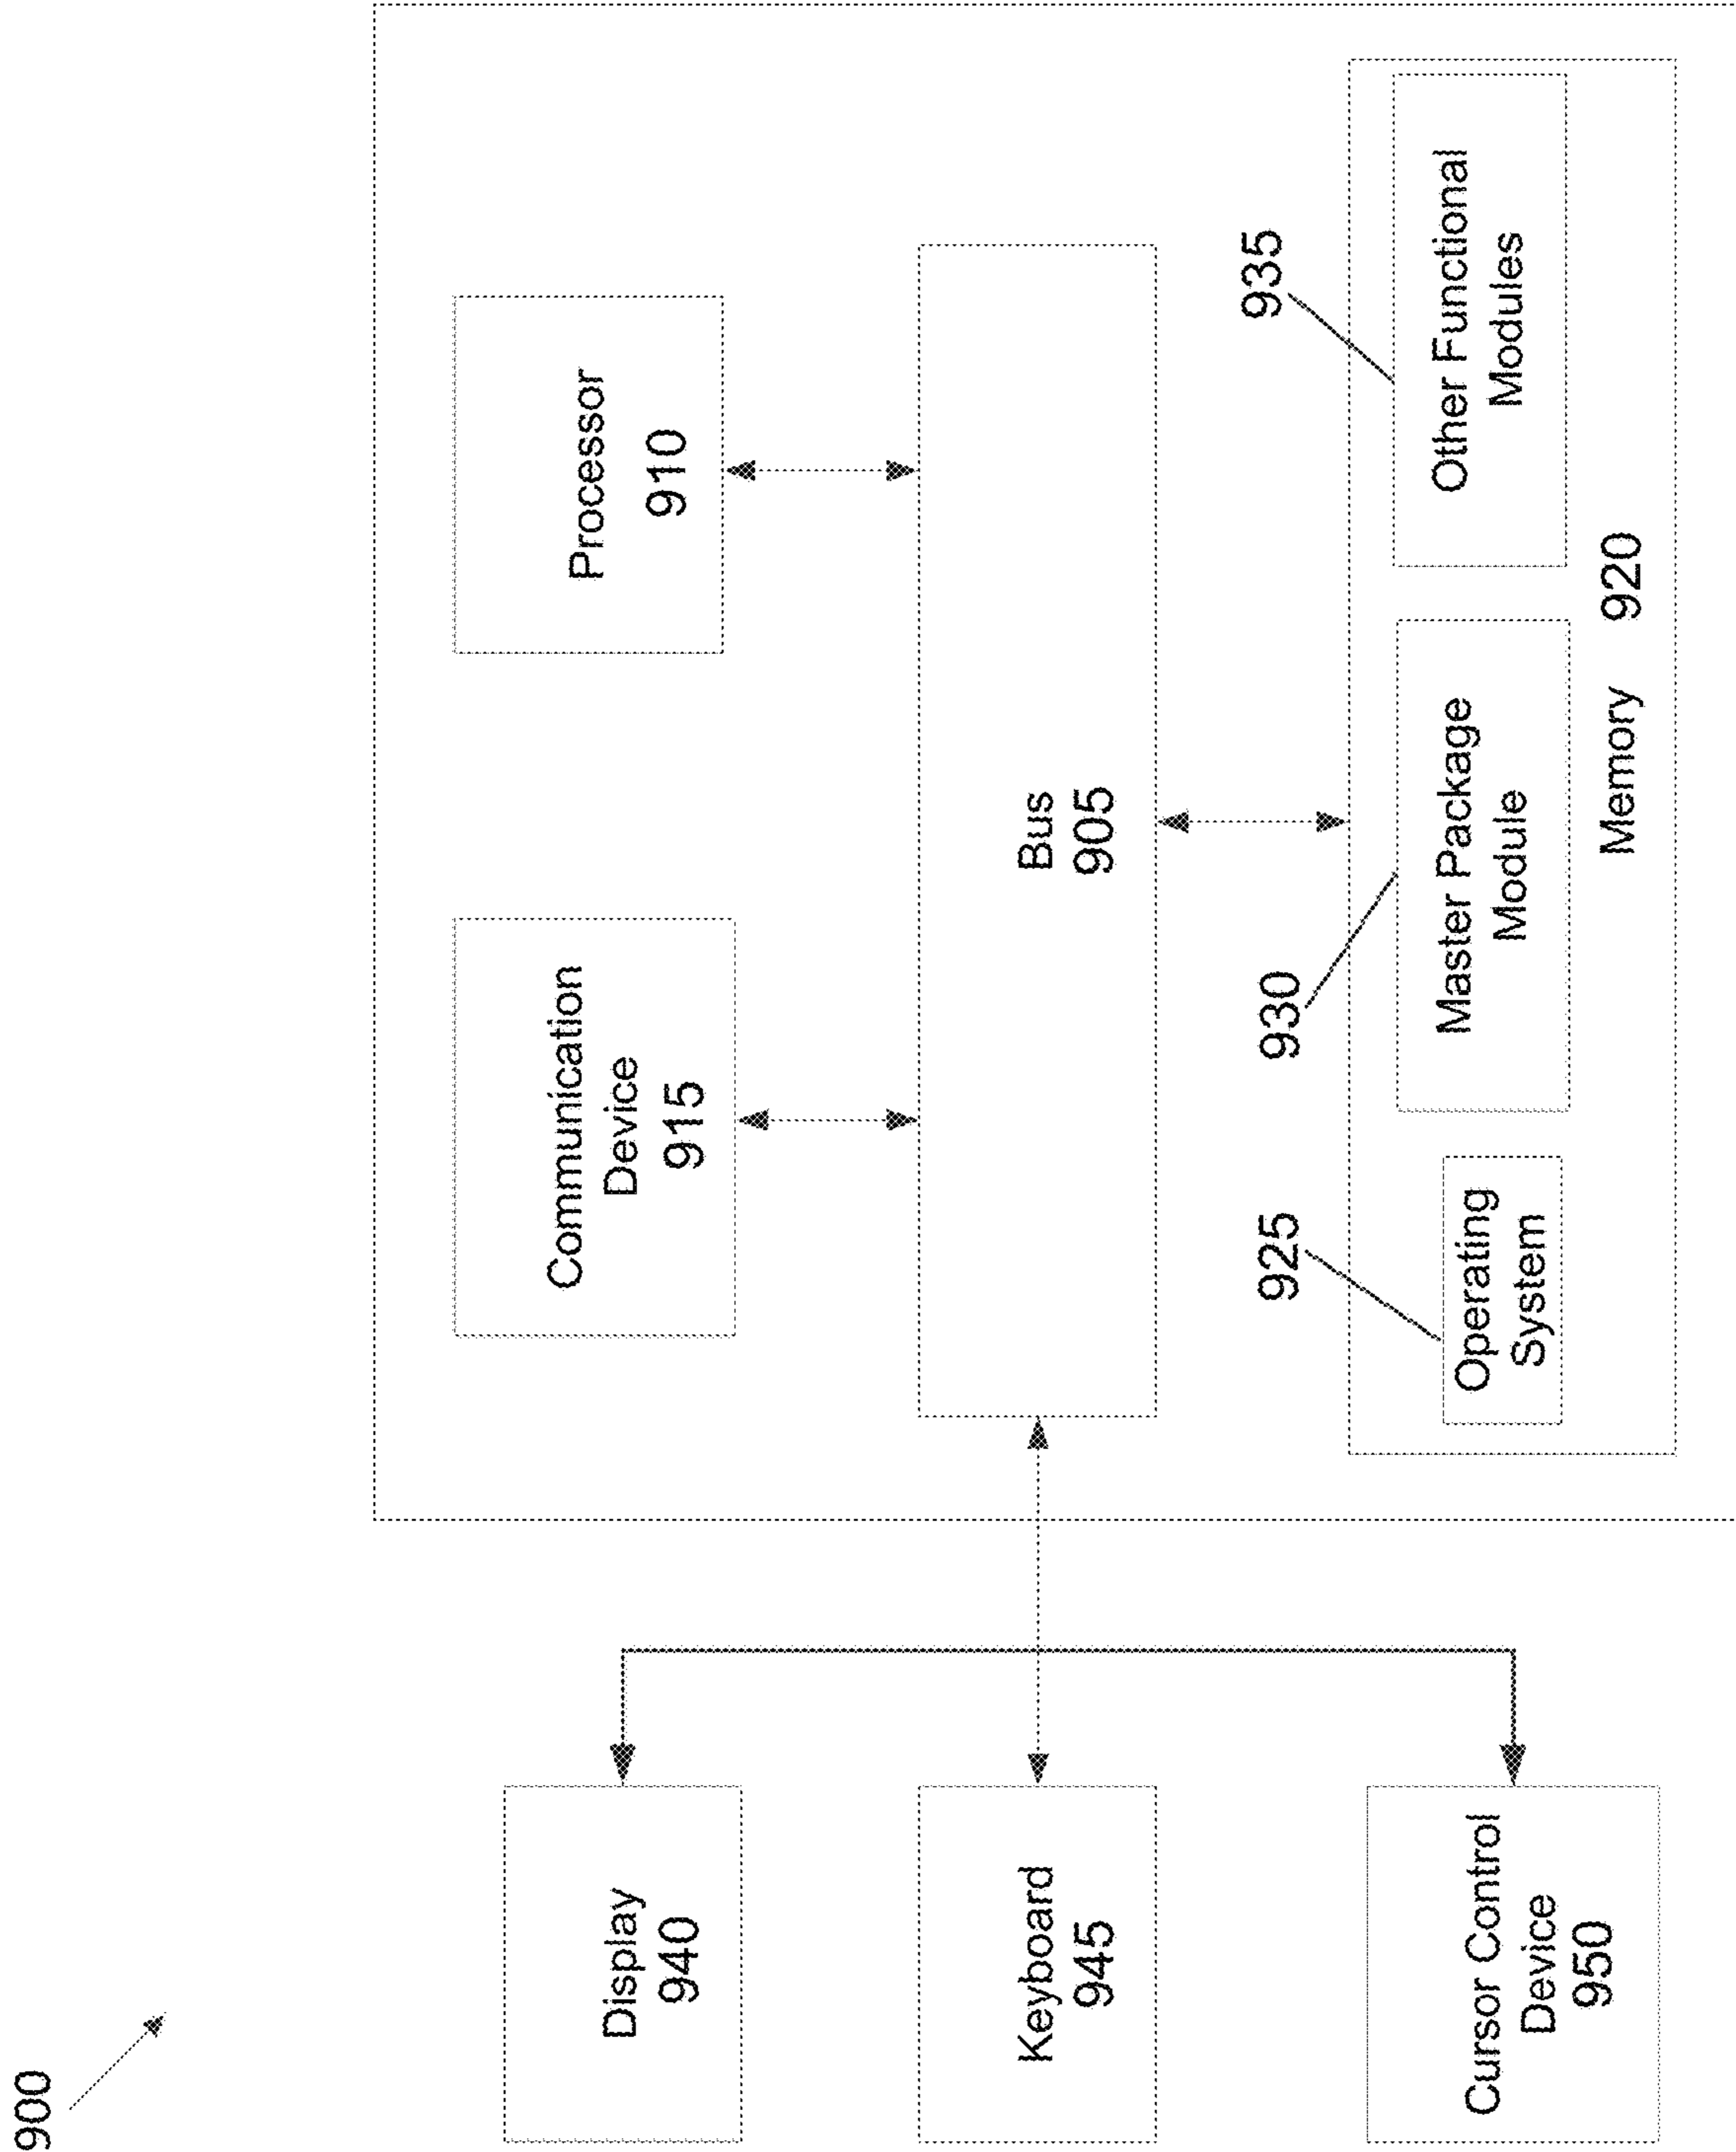 900
Display
940
Keyboard
945
Cursor Control
Device
950
Communication
Device
915
Processor
910
Bus
905
925
930
935
Operating
System
Master Package
Module
Other Functional
Modules
Memory 920